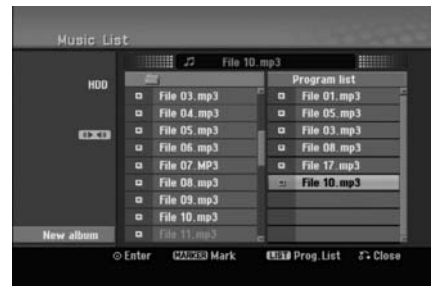 Music List
File 10.mp3
HDD
Program list
File 03.mp3
File 04.mp3
File 05.mp3
File 06 mp3
File 07.MP3
File 08.mp3
File 09.mp3
File 10.mp3
File 11.mp3
File 01.mp3
File 05.mp3
File 03.mp3
File 08.mp3
File 17.mp3
File 10.mp3
New album
Enter MARKER Mark LIST Prog.List Close